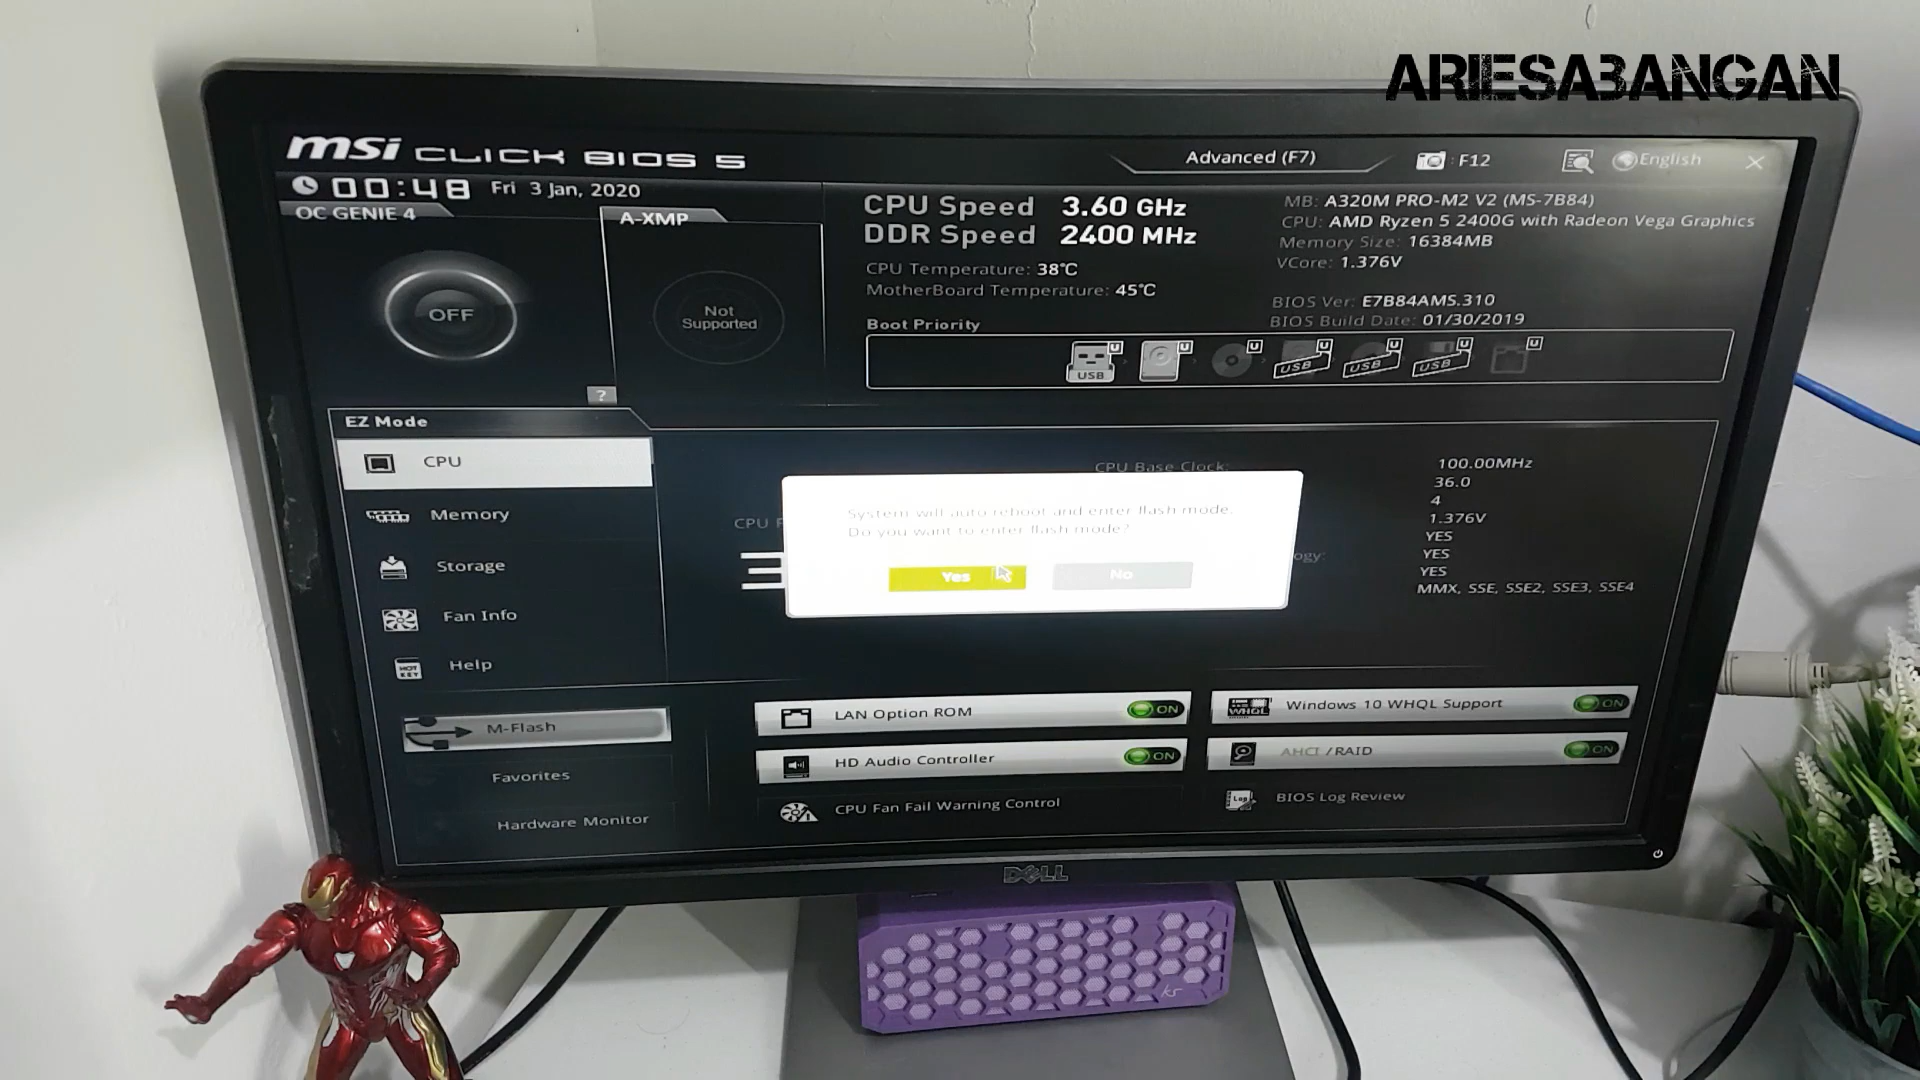 ARIESABANGAN
msi CLICK BIOS 5
Advanced (F7)
F12
English
00:48 Fri 3 Jan, 2020
OC GENIE 4
OFF
?
A-XMP
Not
Supported
CPU Speed 3.60 GHz
DDR Speed 2400 MHz
CPU Temperature: 38°C
MotherBoard Temperature: 45°C
MB: A320M PRO-M2 V2 (MS-7B84)
CPU: AMD Ryzen 5 2400G with Radeon Vega Graphics
Memory Size: 16384MB
VCore: 1.376V
BIOS Ver: E7B84AMS.310
BIOS Build Date: 01/30/2019
Boot Priority
U U U U U U U
USB USB USB USB
EZ Mode
CPU
Memory
Storage
Fan Info
HOT KEY Help
M-Flash
Favorites
Hardware Monitor
CPU Base Clock: 100.00MHz
36.0
4
1.376V
YES
YES
YES
MMX, SSE, SSE2, SSE3, SSE4
System will auto reboot and enter flash mode.
Do you want to enter flash mode?
Yes No
LAN Option ROM ON
WHQL Windows 10 WHQL Support ON
HD Audio Controller ON
AHCI /RAID ON
CPU Fan Fail Warning Control
Log BIOS Log Review
DELL
ks